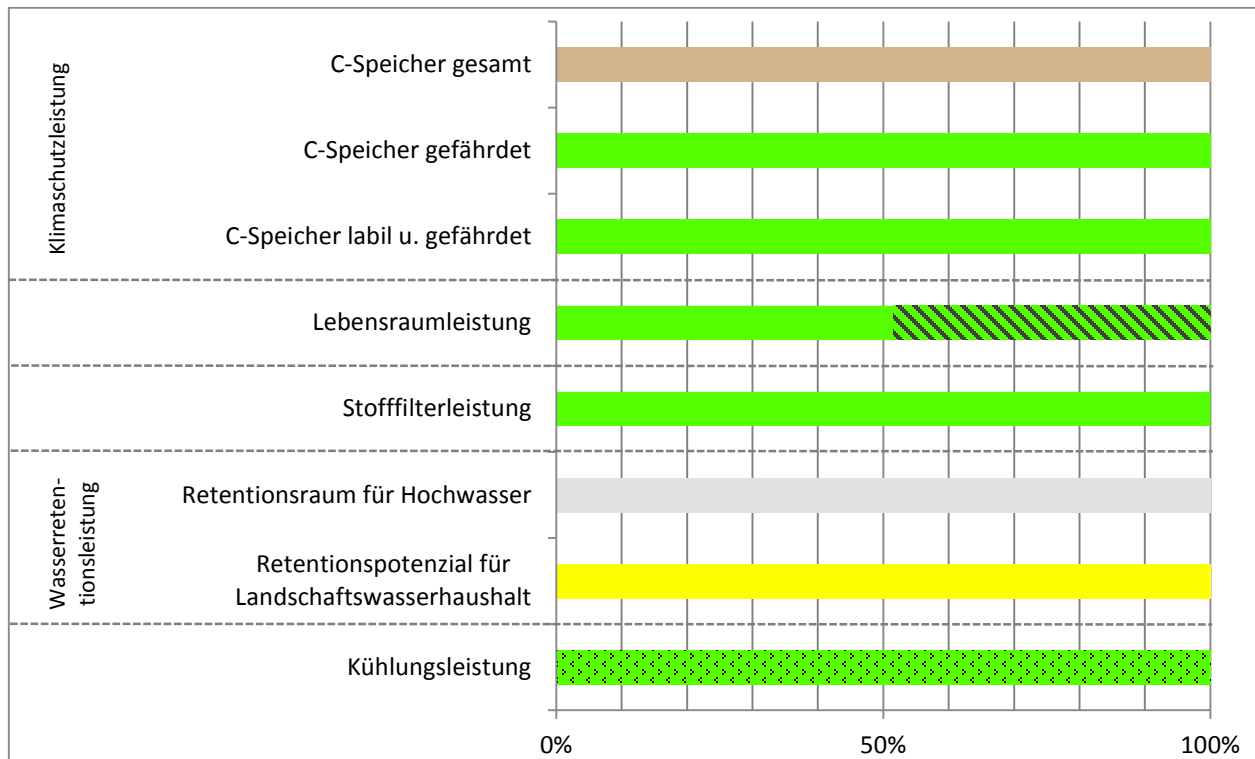 Klimaschutzleistung
C-Speicher gesamt
C-Speicher gefährdet
C-Speicher labil u. gefährdet
Lebensraumleistung
Stofffilterleistung
Wasserreten-
tionsleistung
Retentionsraum für Hochwasser
Retentionspotenzial für
Landschaftswasserhaushalt
Kühlungsleistung
0%
50%
100%